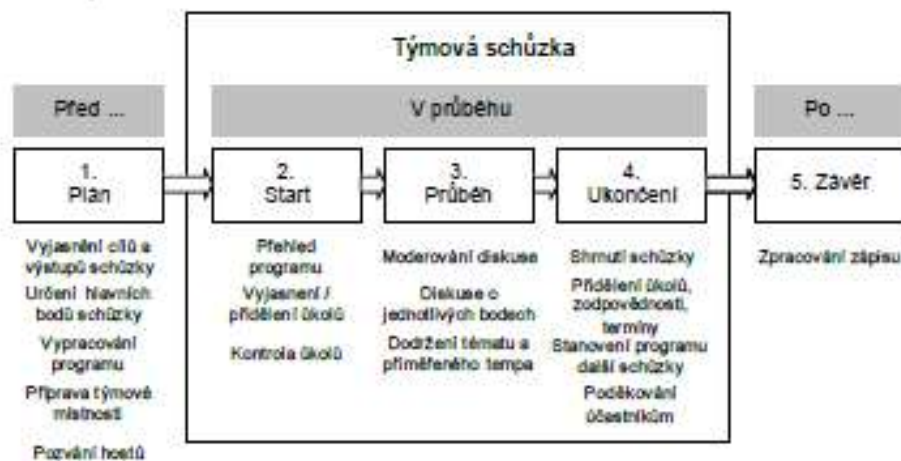 Týmová schůzka
Před ...
V průběhu
Po ...
1.
Plán
2.
Start
3.
Průběh
4.
Ukončení
5. Závěr
Vyjasnění cílů a
výstupů schůzky
Určení hlavních
bodů schůzky
Vypracování
programu
Příprava týmové
místnosti
Pozvání hostů
Přehled
programu
Vyjasnení /
přidělení úkolů
Kontrola úkolů
Moderování diskuse
Diskuse o
jednotlivých bodech
Dodržení tématu a
přiměřeného tempa
Shrnutí schůzky
Přidělení úkolů,
zodpovědnosti,
termíny
Stanovení programu
další schůzky
Poděkování
účastníkům
Zpracování zápisu